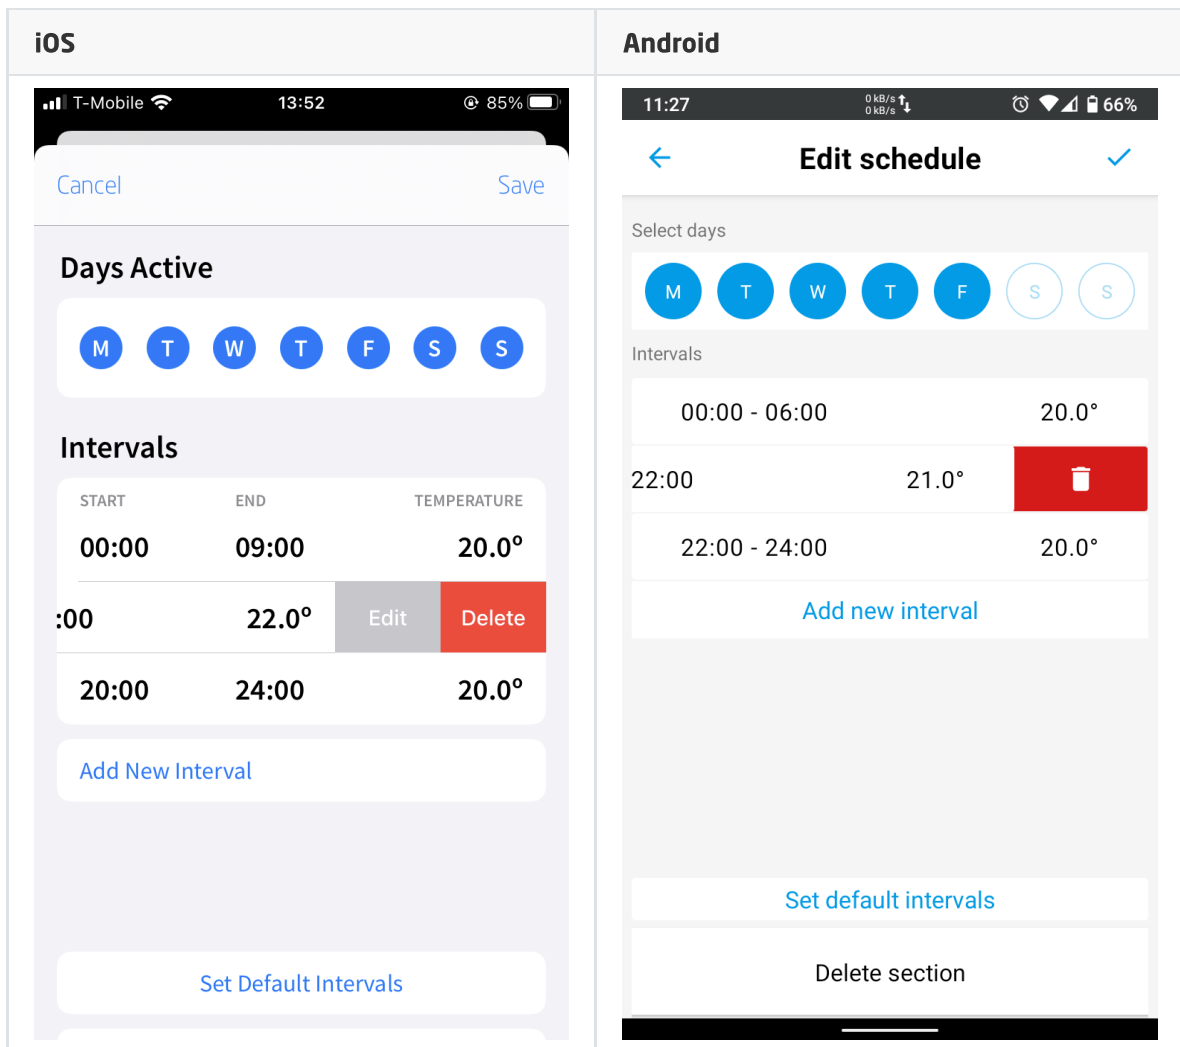 iOS
T-Mobile 13:52 85%
Cancel Save
Days Active
M T W T F S S
Intervals
START END TEMPERATURE
00:00 09:00 20.0º
:00 22.0º Edit Delete
20:00 24:00 20.0º
Add New Interval
Set Default Intervals
Android
11:27 0 kB/s 66%
0 kB/s
Edit schedule
Select days
M T W T F S S
Intervals
00:00 - 06:00 20.0°
22:00 21.0°
22:00 - 24:00 20.0°
Add new interval
Set default intervals
Delete section